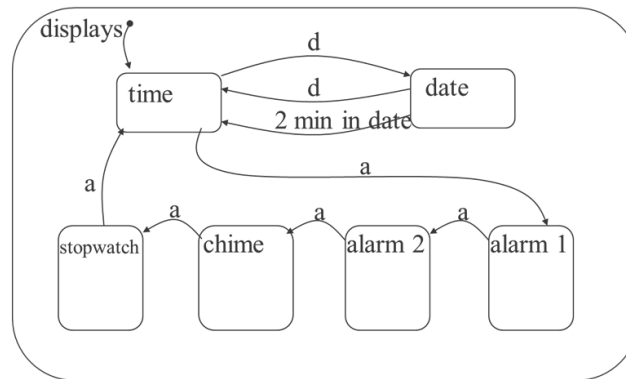 displays
d
time
d
date
2 min in date
a
a
a
a
a
stopwatch
chime
alarm 2
alarm 1